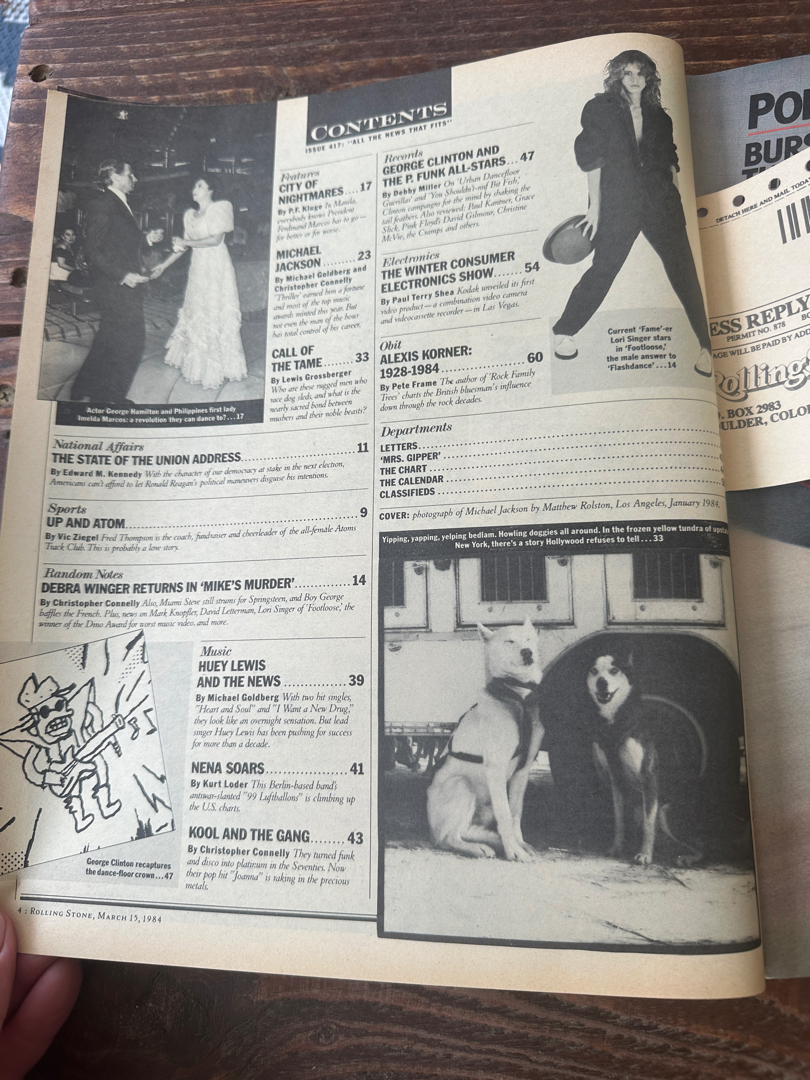 CONTENTS
ISSUE 417: "ALL THE NEWS THAT FITS"
Features
CITY OF
NIGHTMARES....17
By P.F. Kluge In Manila,
everybody knows President
Ferdinand Marcos has to go —
for better or for worse.
MICHAEL
JACKSON........23
By Michael Goldberg and
Christopher Connelly
'Thriller' earned him a fortune
and most of the top music
awards minted this year. But
not even the man of the hour
has total control of his career.
CALL OF
THE TAME.......33
By Lewis Grossberger
Who are these rugged men who
race dog sleds, and what is the
nearly sacred bond between
mushers and their noble beasts?
Actor George Hamilton and Philippines first lady
Imelda Marcos: a revolution they can dance to?...17
National Affairs
THE STATE OF THE UNION ADDRESS............................11
By Edward M. Kennedy With the character of our democracy at stake in the next election,
Americans can't afford to let Ronald Reagan's political maneuvers disguise his intentions.
Sports
UP AND ATOM....................................................9
By Vic Ziegel Fred Thompson is the coach, fundraiser and cheerleader of the all-female Atoms
Track Club. This is probably a love story.
Random Notes
DEBRA WINGER RETURNS IN 'MIKE'S MURDER'..............14
By Christopher Connelly Also, Miami Steve still strums for Springsteen, and Boy George
baffles the French. Plus, news on Mark Knopfler, David Letterman, Lori Singer of 'Footloose,' the
winner of the Dino Award for worst music video, and more.
Music
HUEY LEWIS
AND THE NEWS..............39
By Michael Goldberg With two hit singles,
"Heart and Soul" and "I Want a New Drug,"
they look like an overnight sensation. But lead
singer Huey Lewis has been pushing for success
for more than a decade.
NENA SOARS..................41
By Kurt Loder This Berlin-based band's
antiwar-slanted "99 Luftballons" is climbing up
the U.S. charts.
KOOL AND THE GANG........43
By Christopher Connelly They turned funk
and disco into platinum in the Seventies. Now
their pop hit "Joanna" is raking in the precious
metals.
George Clinton recaptures
the dance-floor crown...47
4 : ROLLING STONE, MARCH 15, 1984
Records
GEORGE CLINTON AND
THE P. FUNK ALL-STARS...47
By Debby Miller On 'Urban Dancefloor
Guerillas' and 'You Shouldn't-nuf Bit Fish,'
Clinton campaigns for the mind by shaking the
tail feathers. Also reviewed: Paul Kantner, Grace
Slick, Pink Floyd's David Gilmour, Christine
McVie, the Cramps and others.
Electronics
THE WINTER CONSUMER
ELECTRONICS SHOW.......54
By Paul Terry Shea Kodak unveiled its first
video product — a combination video camera
and videocassette recorder — in Las Vegas.
Obit
ALEXIS KORNER:
1928-1984......................60
By Pete Frame The author of 'Rock Family
Trees' charts the British bluesman's influence
down through the rock decades.
Current 'Fame'-er
Lori Singer stars
in 'Footloose,'
the male answer to
'Flashdance'...14
Departments
LETTERS
'MRS. GIPPER'
THE CHART
THE CALENDAR
CLASSIFIEDS
COVER: photograph of Michael Jackson by Matthew Rolston, Los Angeles, January 1984.
Yipping, yapping, yelping bedlam. Howling doggies all around. In the frozen yellow tundra of
New York, there's a story Hollywood refuses to tell...33
DETACH HERE AND MAIL TODAY
PERMIT NO. 878
WILL BE PAID BY
BOX 2983